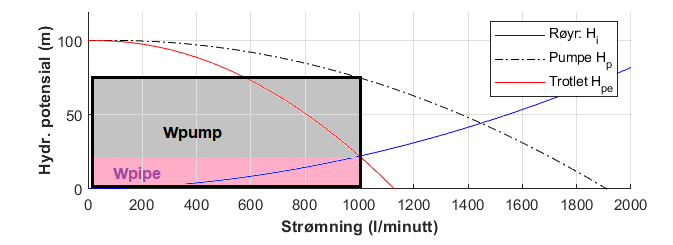 Røyr: H_i
Pumpe H_p
Trotlet H_pe
Hydr. potensial (m)
100
50
0
Wpump
Wpipe
0 200 400 600 800 1000 1200 1400 1600 1800 2000
Strømning (l/minutt)